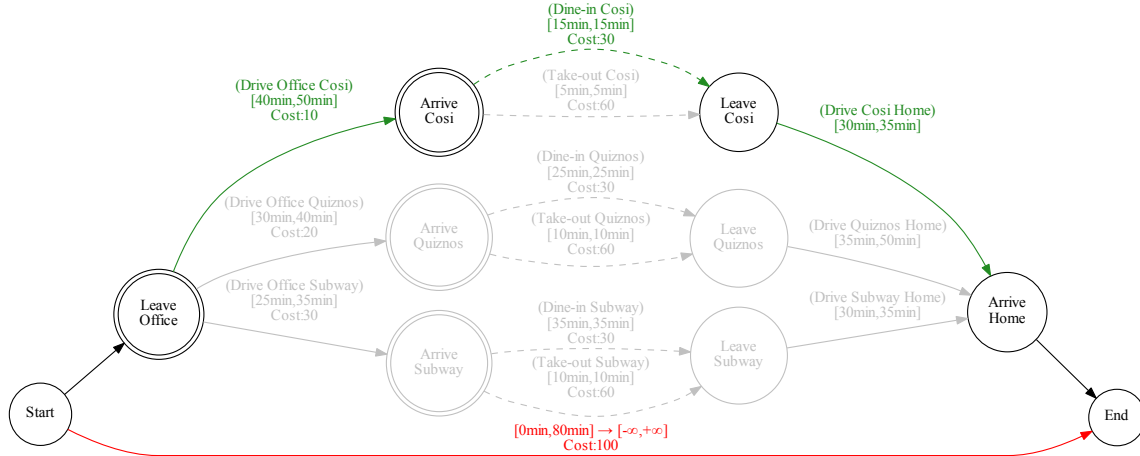 (Dine-in Cosi)
[15min,15min]
Cost:30
(Drive Office Cosi)
[40min,50min]
Cost:10
Arrive
Cosi
(Take-out Cosi)
[5min,5min]
Cost:60
Leave
Cosi
(Drive Cosi Home)
[30min,35min]
(Drive Office Quiznos)
[30min,40min]
Cost:20
Arrive
Quiznos
(Dine-in Quiznos)
[25min,25min]
Cost:30
(Take-out Quiznos)
[10min,10min]
Cost:60
Leave
Quiznos
(Drive Quiznos Home)
[35min,50min]
Leave
Office
(Drive Office Subway)
[25min,35min]
Cost:30
Arrive
Subway
(Dine-in Subway)
[35min,35min]
Cost:30
(Take-out Subway)
[10min,10min]
Cost:60
Leave
Subway
(Drive Subway Home)
[30min,35min]
Arrive
Home
Start
[0min,80min] → [-∞,+∞]
Cost:100
End